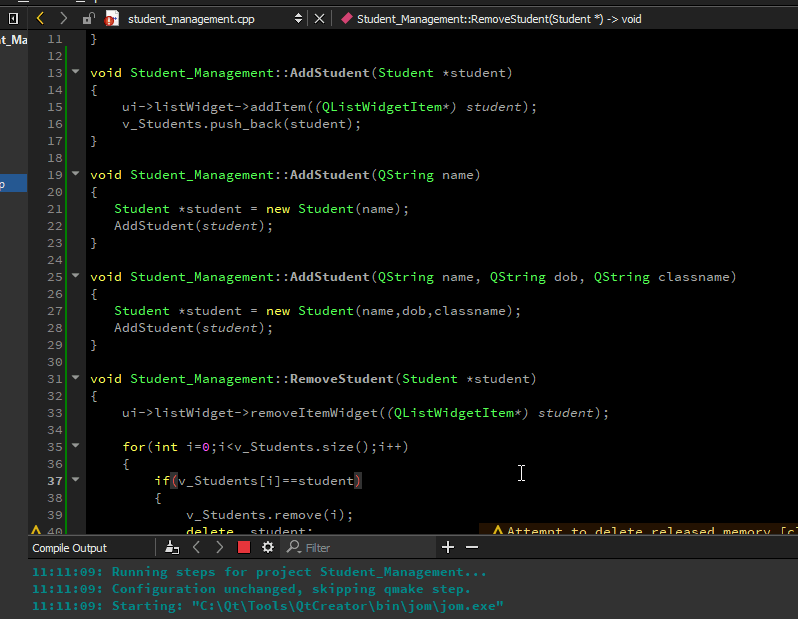 student_management.cpp
Student_Management::RemoveStudent(Student *) -> void
t_Ma
11 }
12
13 void Student_Management::AddStudent(Student *student)
14 {
15 ui->listWidget->addItem((QListWidgetItem*) student);
16 v_Students.push_back(student);
17 }
18
19 void Student_Management::AddStudent(QString name)
20 {
21 Student *student = new Student(name);
22 AddStudent(student);
23 }
24
25 void Student_Management::AddStudent(QString name, QString dob, QString classname)
26 {
27 Student *student = new Student(name,dob,classname);
28 AddStudent(student);
29 }
30
31 void Student_Management::RemoveStudent(Student *student)
32 {
33 ui->listWidget->removeItemWidget((QListWidgetItem*) student);
34
35 for(int i=0;i<v_Students.size();i++)
36 {
37 if(v_Students[i]==student)
38 {
39 v_Students.remove(i);
40 delete student; Attempt to delete released memory [c
p
Compile Output
Filter
11:11:09: Running steps for project Student_Management...
11:11:09: Configuration unchanged, skipping qmake step.
11:11:09: Starting: "C:\Qt\Tools\QtCreator\bin\jom\jom.exe"